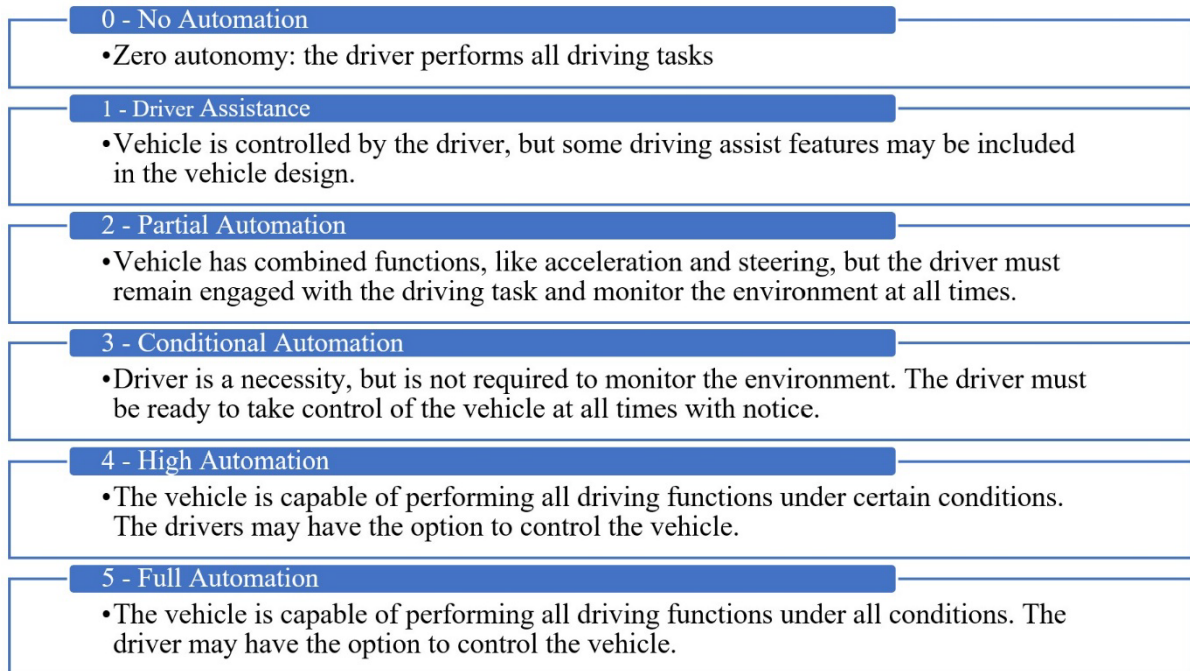 0 - No Automation
•Zero autonomy: the driver performs all driving tasks
1 - Driver Assistance
•Vehicle is controlled by the driver, but some driving assist features may be included
in the vehicle design.
2 - Partial Automation
•Vehicle has combined functions, like acceleration and steering, but the driver must
remain engaged with the driving task and monitor the environment at all times.
3 - Conditional Automation
•Driver is a necessity, but is not required to monitor the environment. The driver must
be ready to take control of the vehicle at all times with notice.
4 - High Automation
•The vehicle is capable of performing all driving functions under certain conditions.
The drivers may have the option to control the vehicle.
5 - Full Automation
•The vehicle is capable of performing all driving functions under all conditions. The
driver may have the option to control the vehicle.